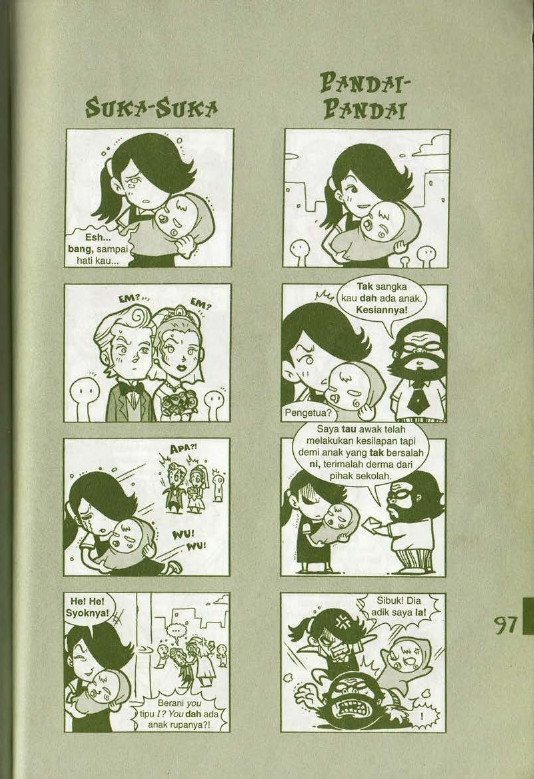 SUKA-SUKA
Esh...
bang, sampai
hati kau...
EM?...
EM?
APA?!
WU!
WU!
He! He!
Syoknya!
...
Berani you
tipu I? You dah ada
anak rupanya?!
PANDAI-
PANDAI
Tak sangka
kau dah ada anak.
Kesiannya!
Pengetua?
Saya tau awak telah
melakukan kesilapan tapi
demi anak yang tak bersalah
ni, terimalah derma dari
pihak sekolah.
Sibuk! Dia
adik saya la!
!
97